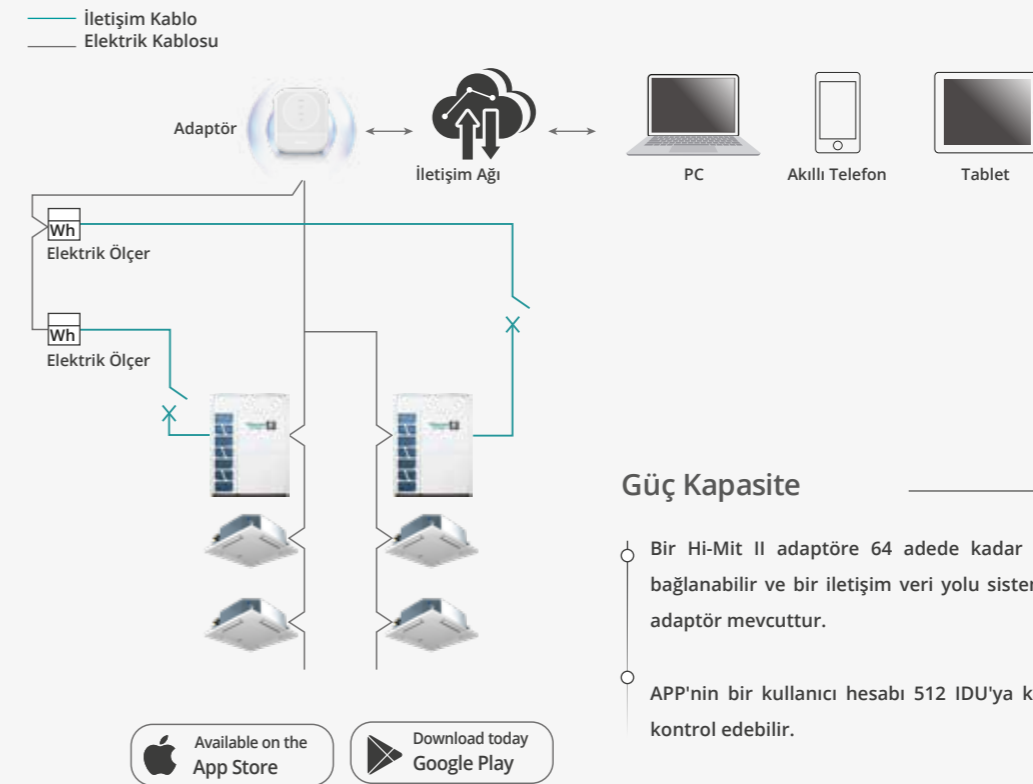 İletişim Kablo
Elektrik Kablosu
Adaptör
İletişim Ağı
PC
Akıllı Telefon
Tablet
Wh
Elektrik Ölçer
Wh
Elektrik Ölçer
Güç Kapasite
Bir Hi-Mit II adaptöre 64 adede kadar
bağlanabilir ve bir iletişim veri yolu
adaptör mevcuttur.
APP'nin bir kullanıcı hesabı 512 IDU'ya
kontrol edebilir.
Available on the
App Store
Download today
Google Play